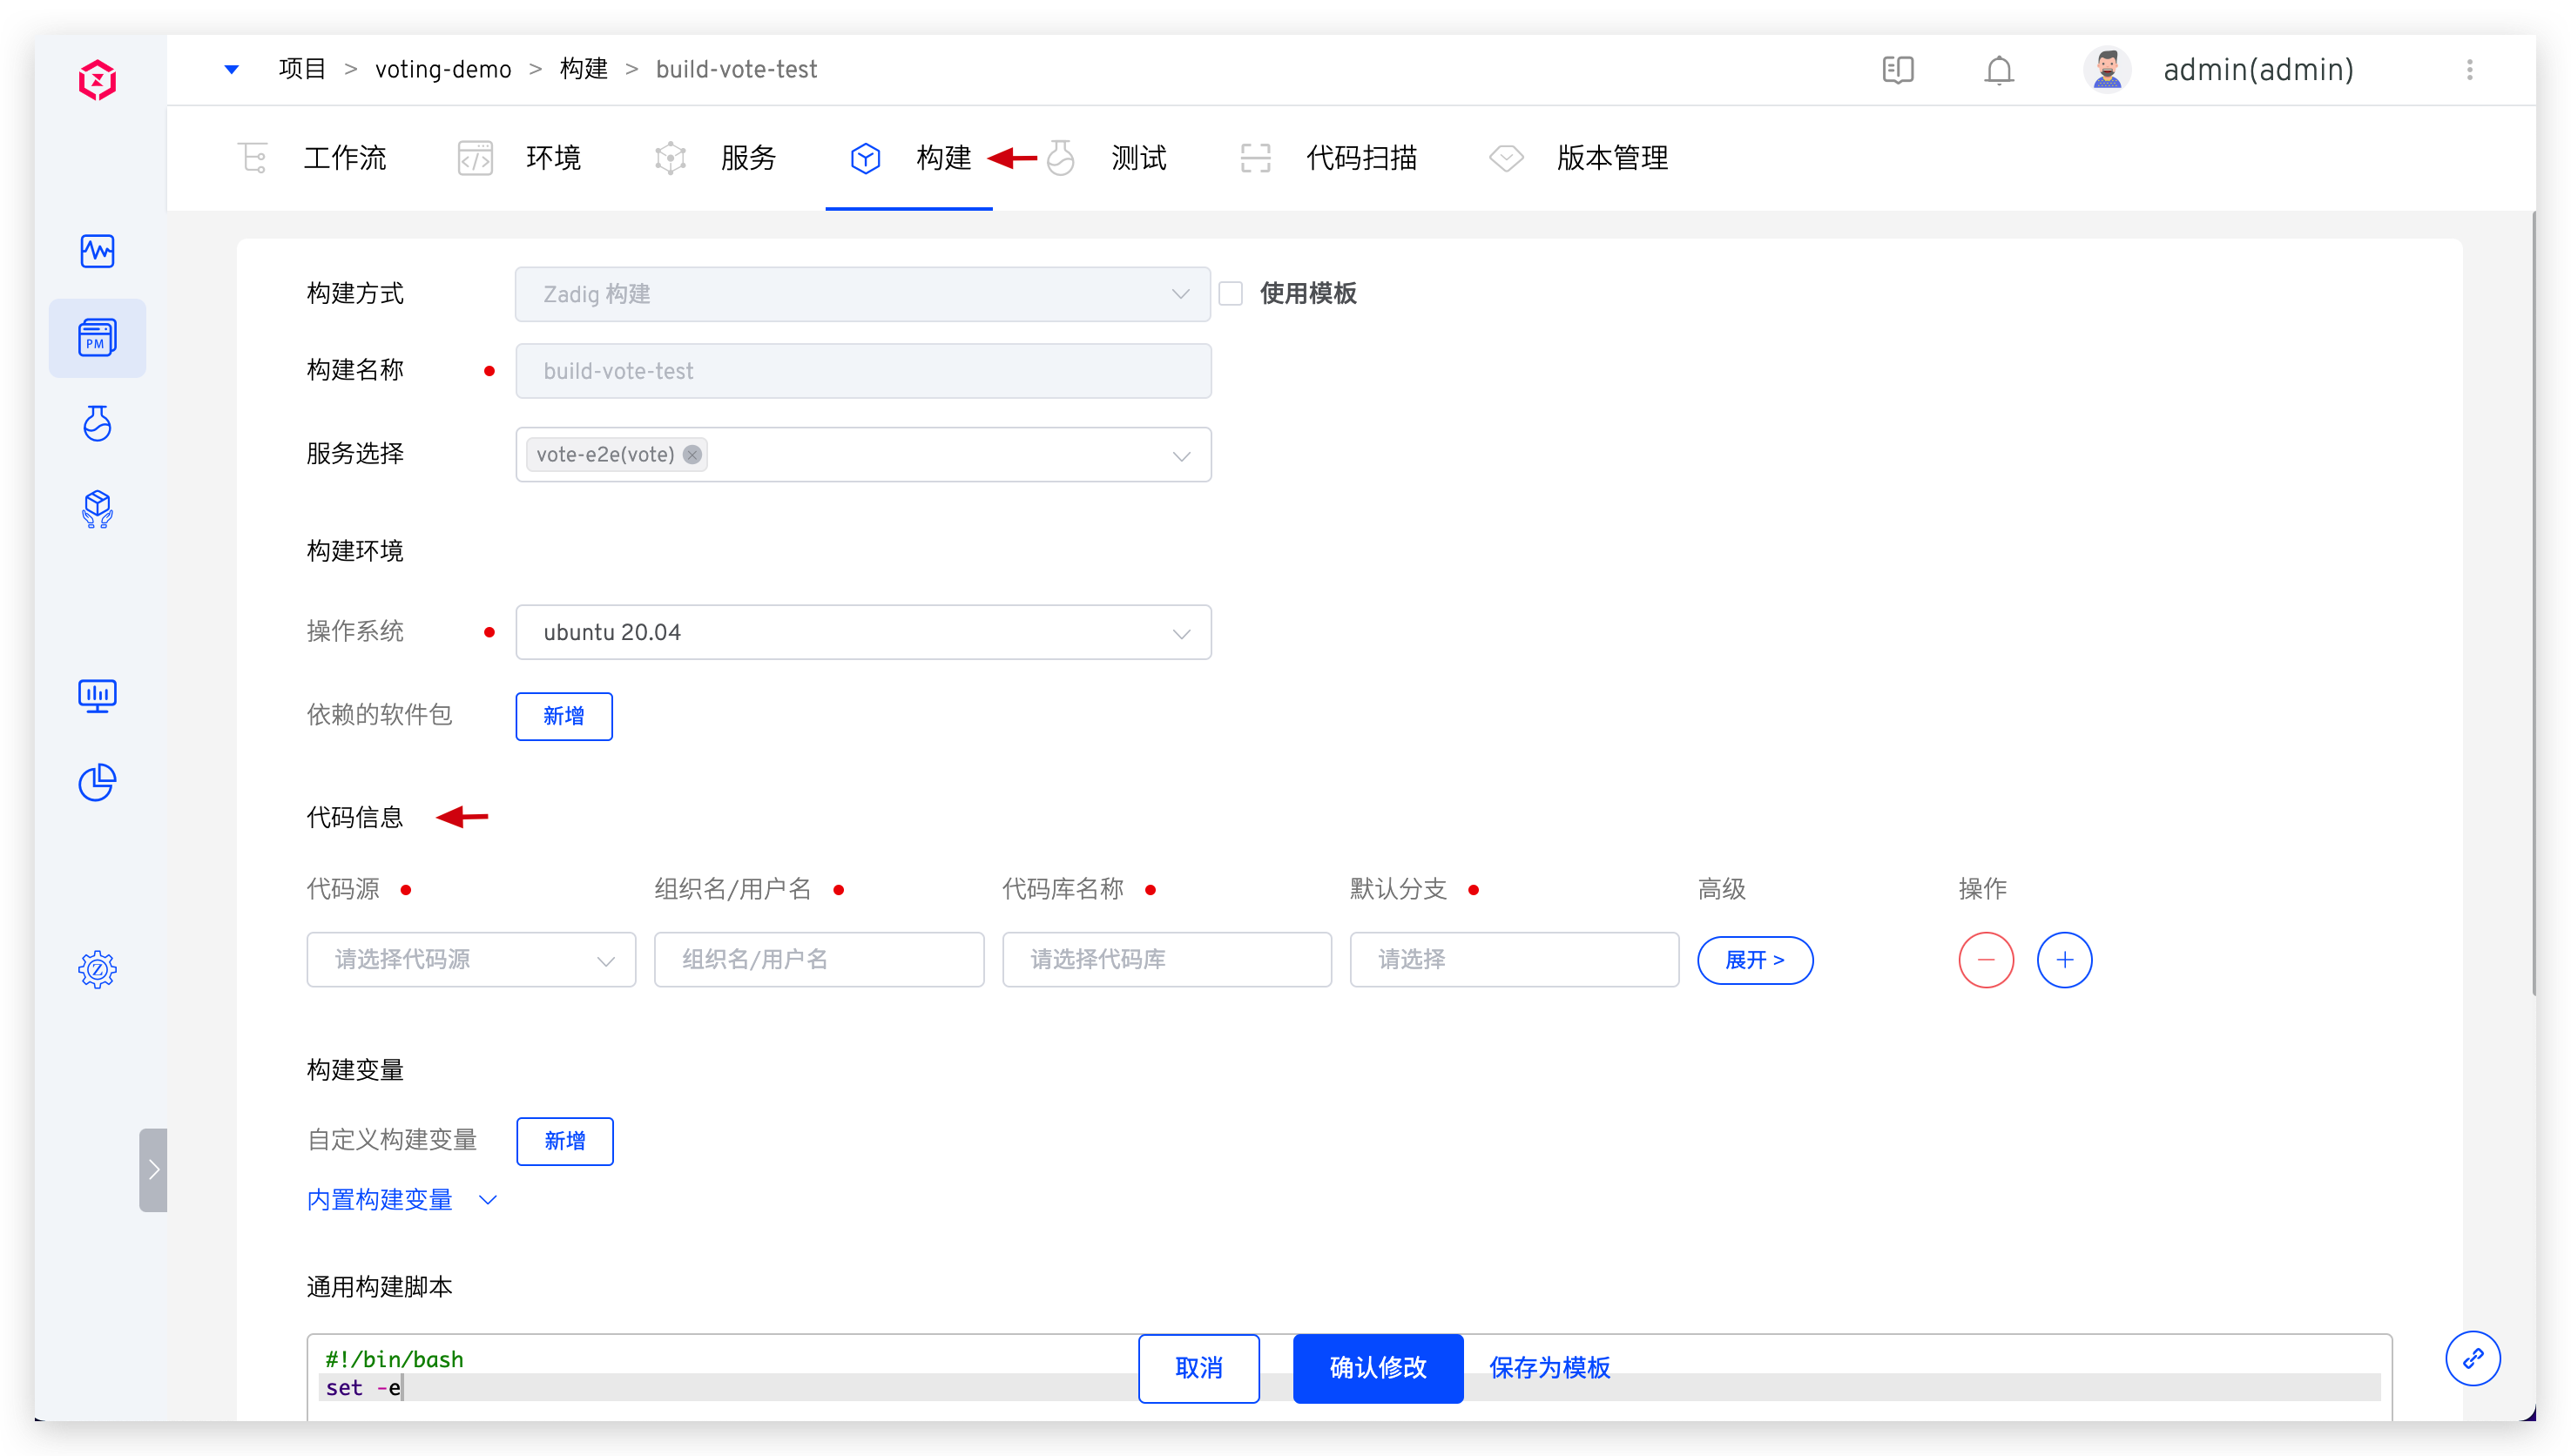 项目 > voting-demo > 构建 > build-vote-test
admin(admin)
工作流 环境 服务 构建 测试 代码扫描 版本管理
PM
构建方式 Zadig 构建 使用模板
构建名称 build-vote-test
服务选择 vote-e2e(vote)
构建环境
操作系统 ubuntu 20.04
依赖的软件包 新增
代码信息
代码源 组织名/用户名 代码库名称 默认分支 高级 操作
请选择代码源 组织名/用户名 请选择代码库 请选择 展开 >
构建变量
自定义构建变量 新增
内置构建变量
通用构建脚本
#!/bin/bash
set -e
取消 确认修改 保存为模板